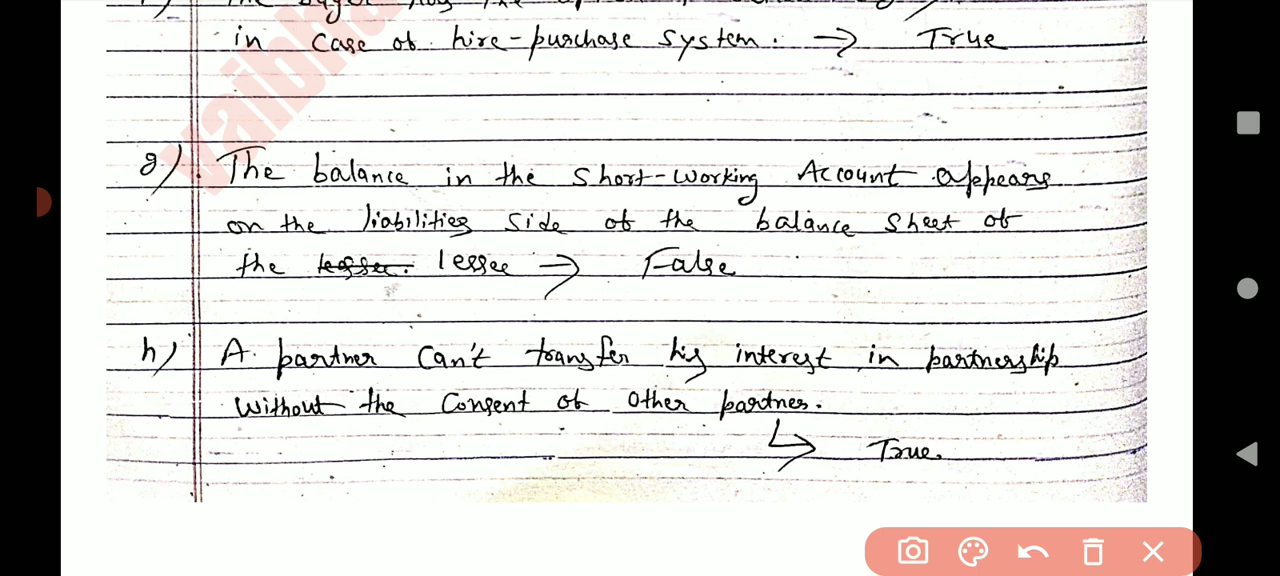 in case of hire-purchase system. → True
g) The balance in the short-working Account appears
on the liabilities side of the balance sheet of
the lessee → False
h) A partner can't transfer his interest in partnership
without the consent of other partner.
↳ True.